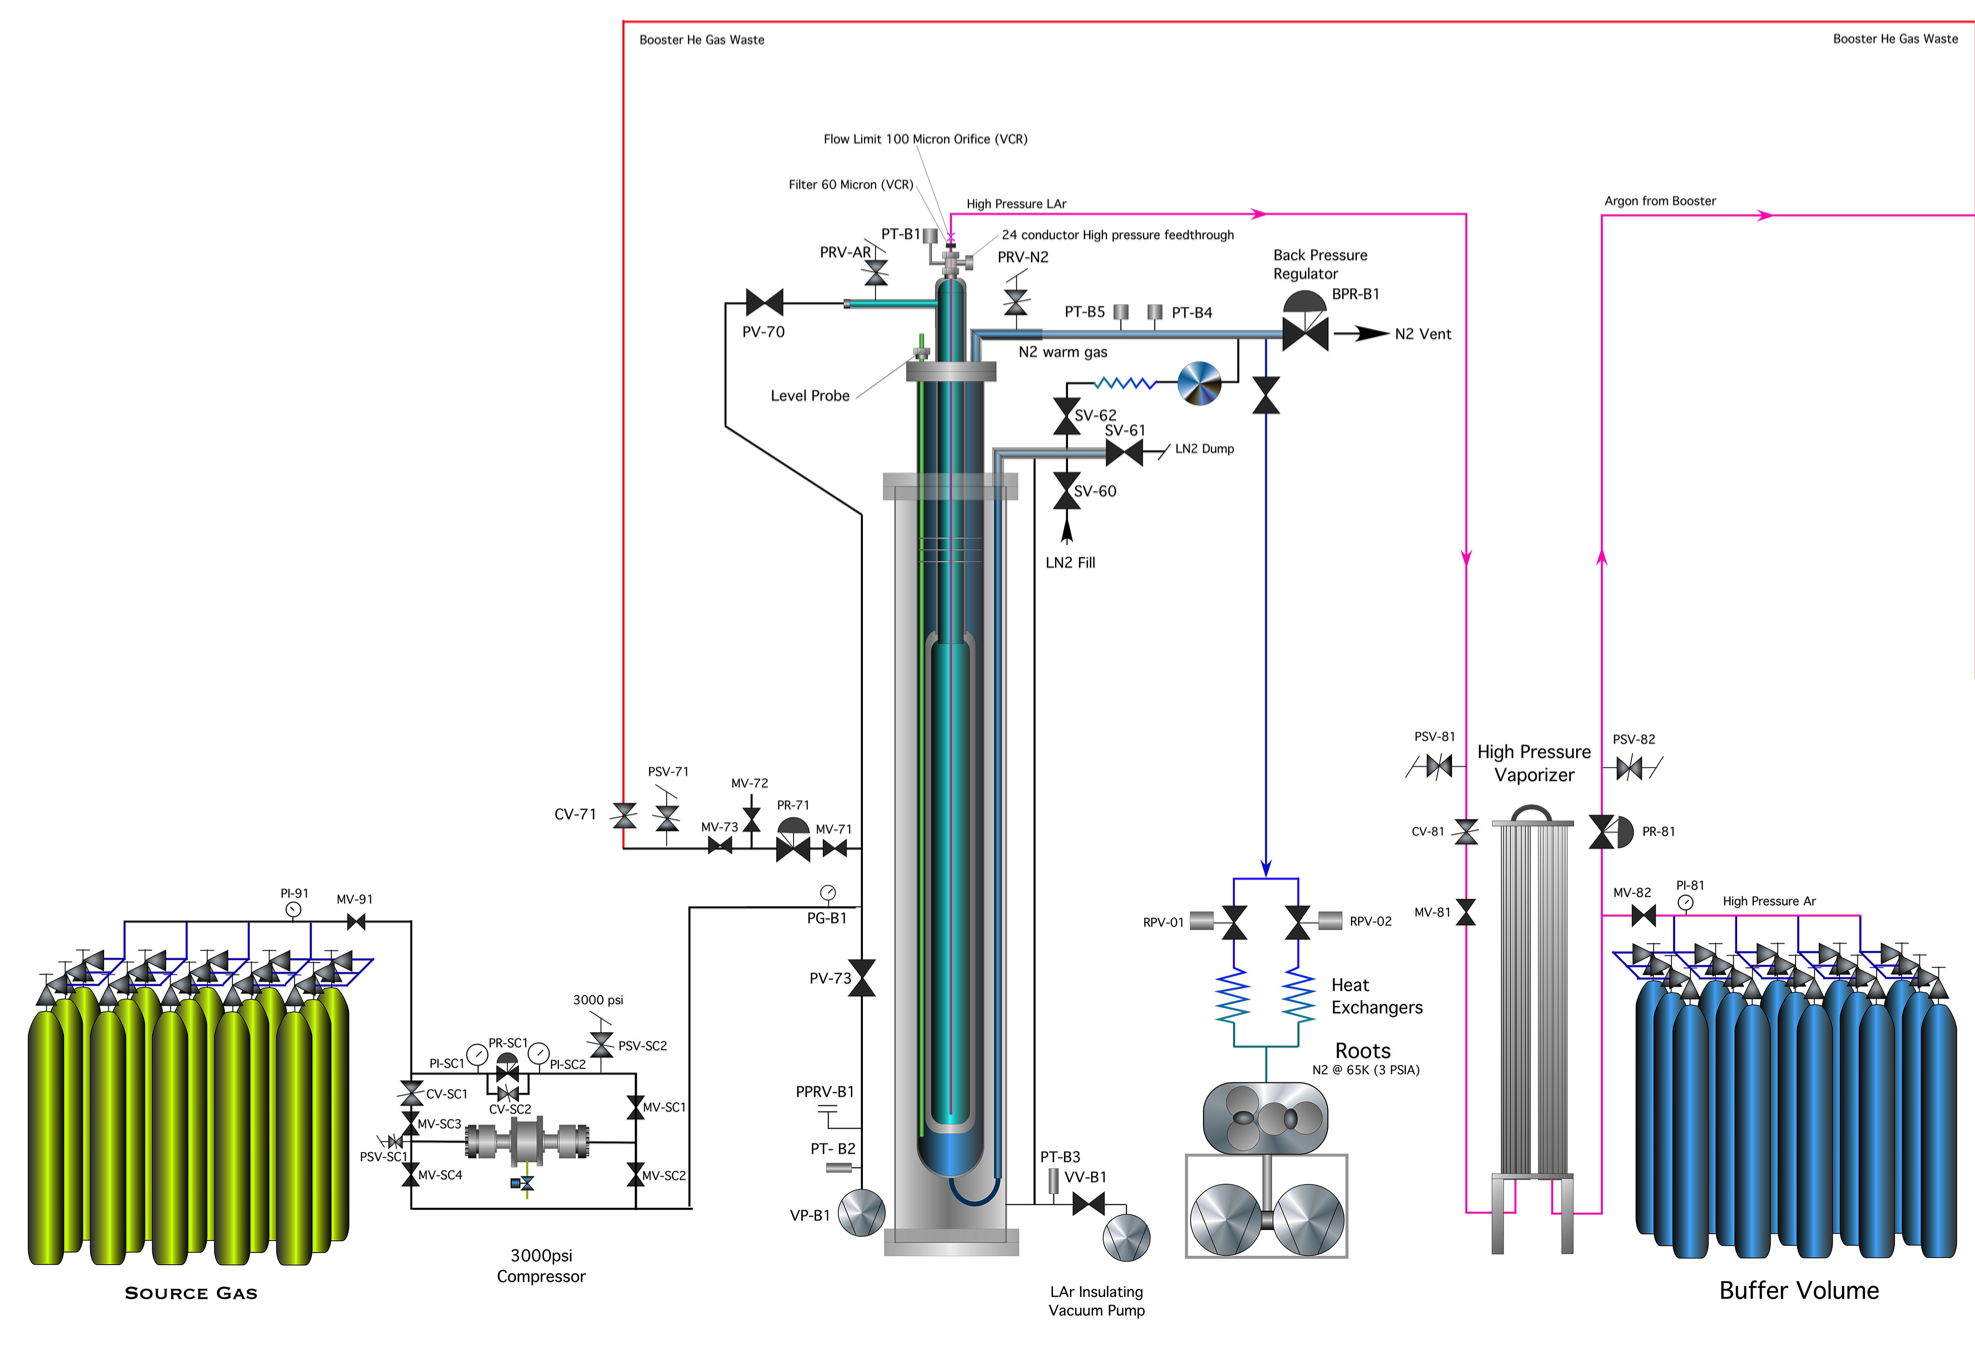 Booster He Gas Waste
Booster He Gas Waste
Flow Limit 100 Micron Orifice (VCR)
Filter 60 Micron (VCR)
High Pressure LAr
Argon from Booster
PT-B1
24 conductor High pressure feedthrough
PRV-AR
PRV-N2
Back Pressure
Regulator
BPR-B1
PT-B5
PT-B4
PV-70
N2 Vent
N2 warm gas
Level Probe
SV-62
SV-61
LN2 Dump
SV-60
LN2 Fill
PSV-81
PSV-82
High Pressure
Vaporizer
PSV-71
MV-72
PR-71
CV-71
MV-73
MV-71
CV-81
PR-81
PI-91
MV-91
PG-B1
RPV-01
RPV-02
MV-81
MV-82
PI-81
High Pressure Ar
PV-73
Heat
Exchangers
3000 psi
PR-SC1
PSV-SC2
PI-SC1
PI-SC2
Roots
N2 @ 65K (3 PSIA)
CV-SC1
CV-SC2
PPRV-B1
MV-SC1
MV-SC3
PSV-SC1
PT- B2
PT-B3
MV-SC4
MV-SC2
VV-B1
VP-B1
3000psi
Compressor
SOURCE GAS
LAr Insulating
Vacuum Pump
Buffer Volume